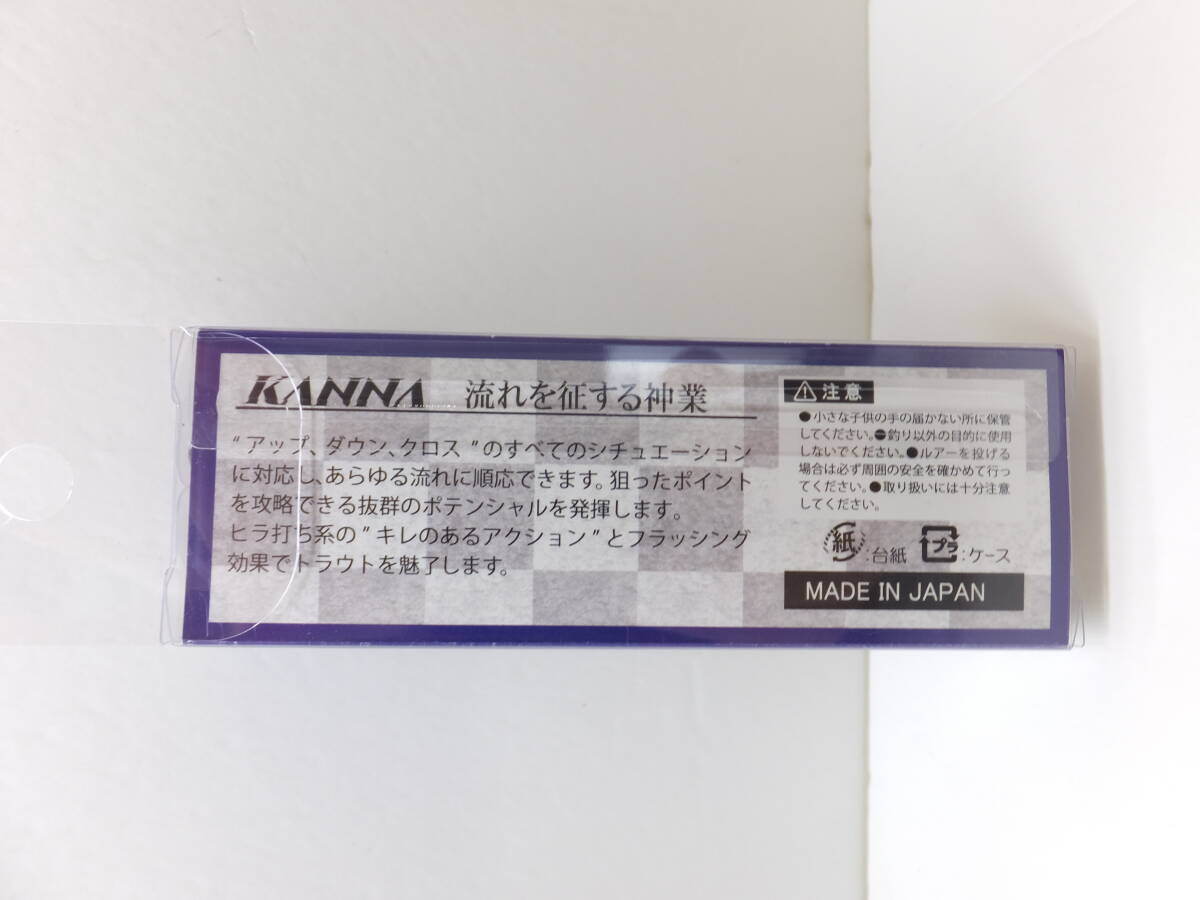 KANNA 流れを征する神業
“アップ、ダウン、クロス”のすべてのシチュエーション
に対応し、あらゆる流れに順応できます。狙ったポイント
を攻略できる抜群のポテンシャルを発揮します。
ヒラ打ち系の“キレのあるアクション”とフラッシング
効果でトラウトを魅了します。
注意
●小さな子供の手の届かない所に保管
してください。●釣り以外の目的に使用
しないでください。●ルアーを投げる
場合は必ず周囲の安全を確かめて行っ
てください。●取り扱いには十分注意
してください。
紙:台紙 プラ:ケース
MADE IN JAPAN